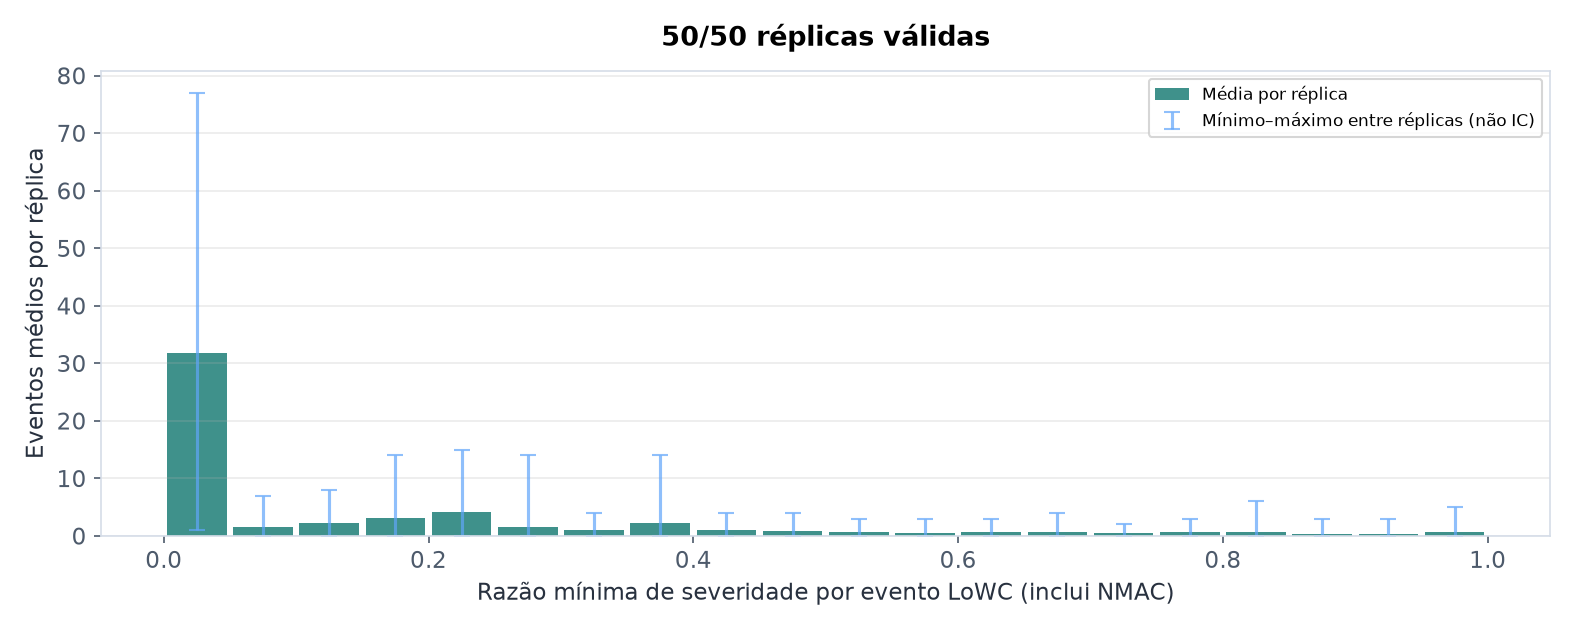 50/50 réplicas válidas
Eventos médios por réplica
80
70
60
50
40
30
20
10
0
Média por réplica
Mínimo–máximo entre réplicas (não IC)
0.0 0.2 0.4 0.6 0.8 1.0
Razão mínima de severidade por evento LoWC (inclui NMAC)